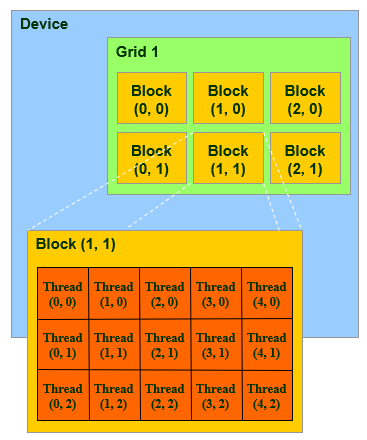 Device
Grid 1
Block Block Block
(0, 0) (1, 0) (2, 0)
Block Block Block
(0, 1) (1, 1) (2, 1)
Block (1, 1)
Thread Thread Thread Thread Thread
(0, 0) (1, 0) (2, 0) (3, 0) (4, 0)
Thread Thread Thread Thread Thread
(0, 1) (1, 1) (2, 1) (3, 1) (4, 1)
Thread Thread Thread Thread Thread
(0, 2) (1, 2) (2, 2) (3, 2) (4, 2)